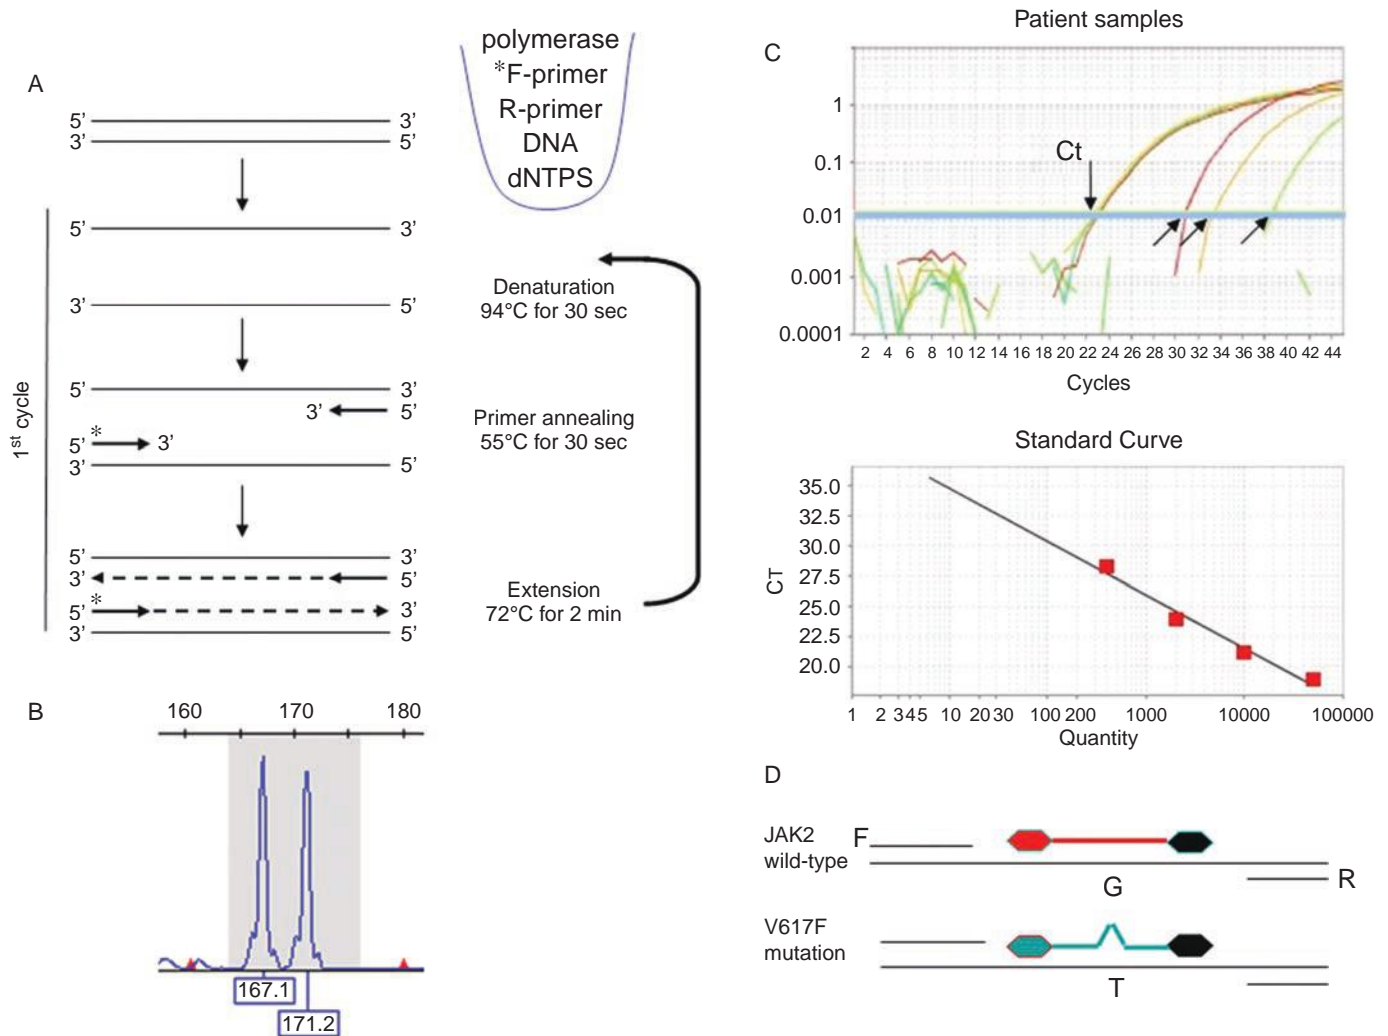 A
5’ 3’
3’ 5’
5’ 3’
3’ 5’
5’ 3’
3’ 5’
*
5’ 3’
3’ 5’
5’ 3’
3’ 5’
*
5’ 3’
3’ 5’
1st cycle
polymerase
*F-primer
R-primer
DNA
dNTPS
Denaturation
94°C for 30 sec
Primer annealing
55°C for 30 sec
Extension
72°C for 2 min
B
160 170 180
167.1
171.2
C
Patient samples
1
0.1
0.01
0.001
0.0001
Ct
2 4 6 8 10 12 14 16 18 20 22 24 26 28 30 32 34 36 38 40 42 44
Cycles
Standard Curve
35.0
32.5
30.0
27.5
25.0
22.5
20.0
CT
1 2 3 4 5 10 20 30 100 200 1000 10000 100000
Quantity
D
JAK2
wild-type
F
G
R
V617F
mutation
T